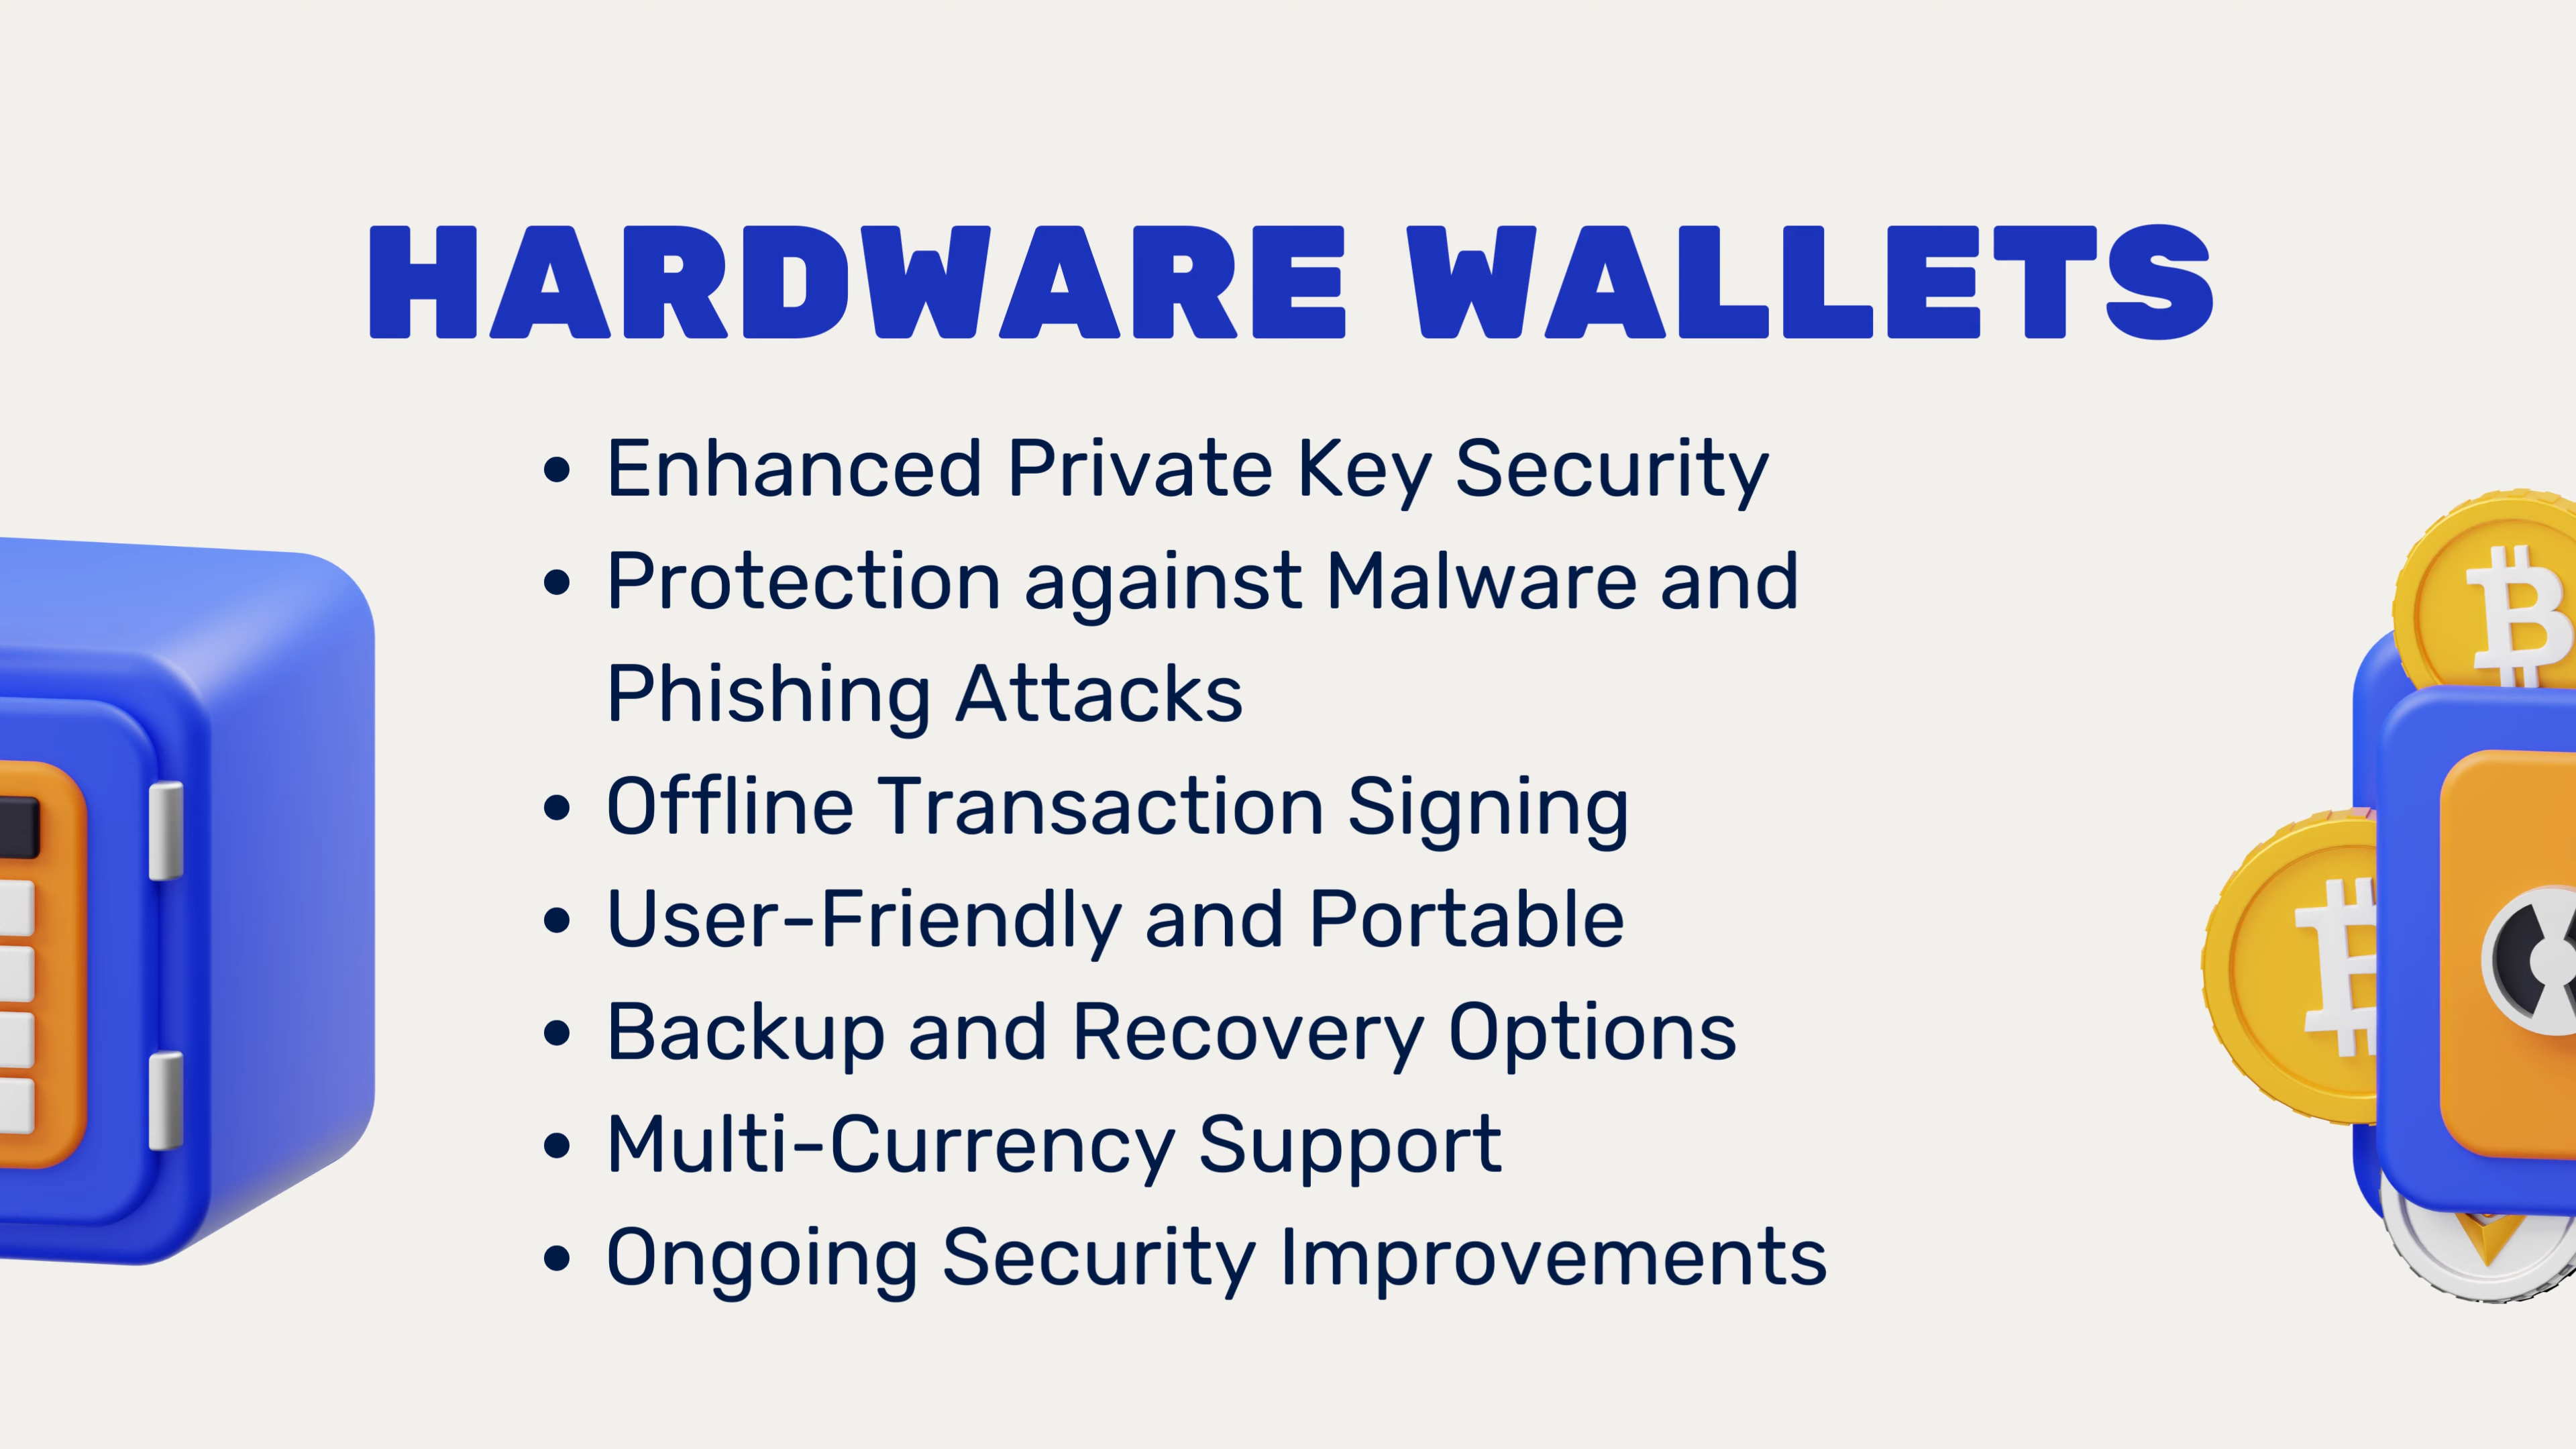 HARDWARE WALLETS
• Enhanced Private Key Security
• Protection against Malware and
Phishing Attacks
• Offline Transaction Signing
• User-Friendly and Portable
• Backup and Recovery Options
• Multi-Currency Support
• Ongoing Security Improvements